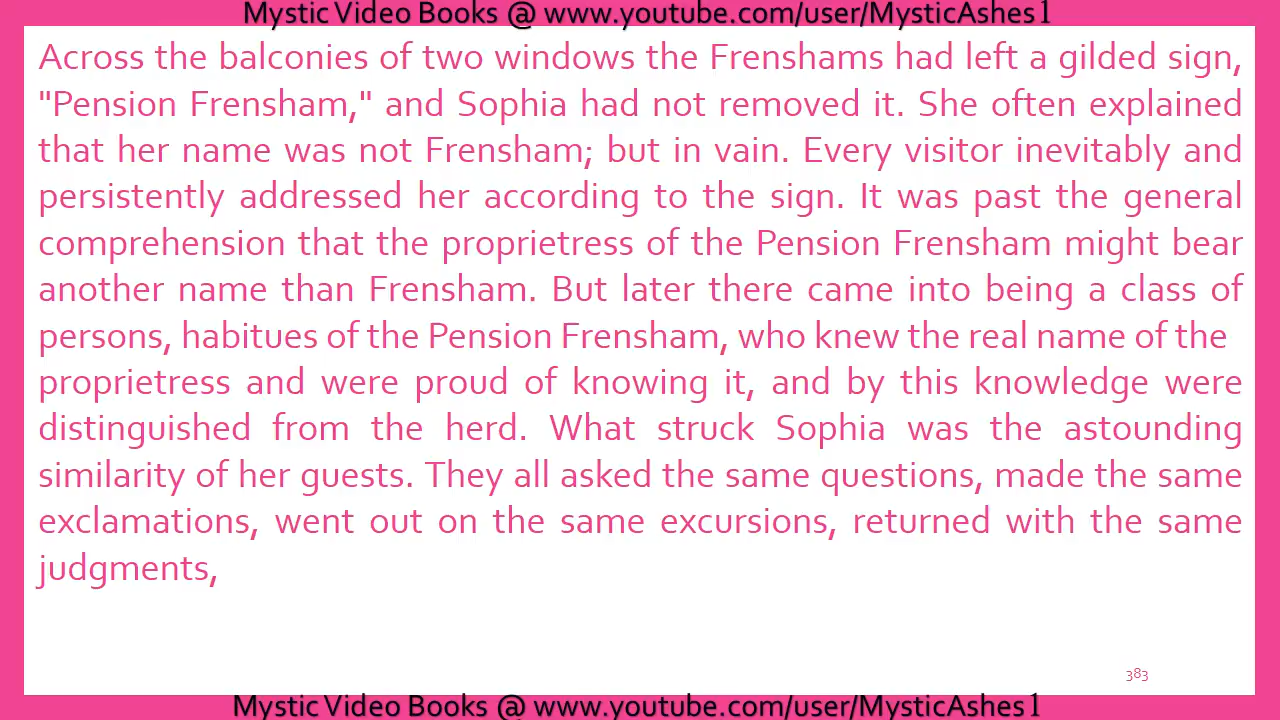 Mystic Video Books @ www.youtube.com/user/MysticAshes1
Across the balconies of two windows the Frenshams had left a gilded sign,
"Pension Frensham," and Sophia had not removed it. She often explained
that her name was not Frensham; but in vain. Every visitor inevitably and
persistently addressed her according to the sign. It was past the general
comprehension that the proprietress of the Pension Frensham might bear
another name than Frensham. But later there came into being a class of
persons, habitues of the Pension Frensham, who knew the real name of the
proprietress and were proud of knowing it, and by this knowledge were
distinguished from the herd. What struck Sophia was the astounding
similarity of her guests. They all asked the same questions, made the same
exclamations, went out on the same excursions, returned with the same
judgments,
383
Mystic Video Books @ www.youtube.com/user/MysticAshes1